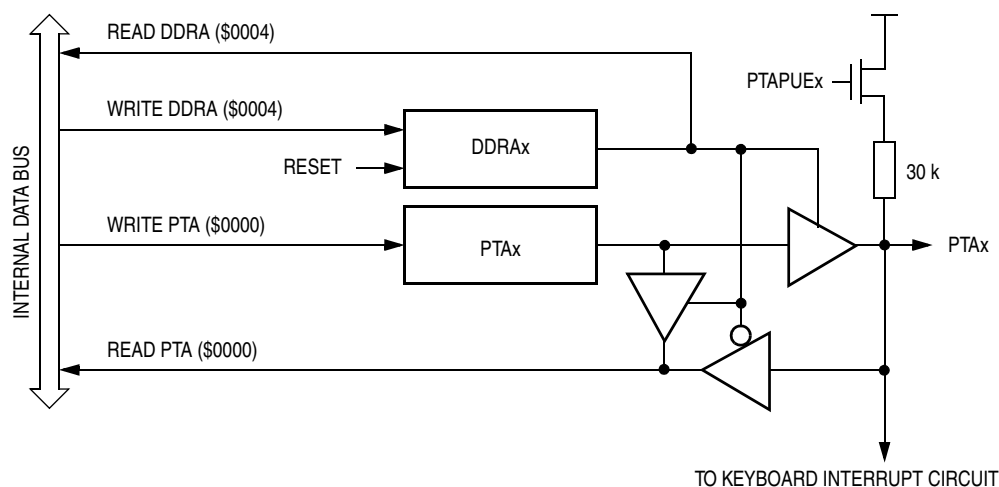 READ DDRA ($0004)
PTAPUEx
WRITE DDRA ($0004)
DDRAx
RESET
30 k
INTERNAL DATA BUS
WRITE PTA ($0000)
PTAx
PTAx
READ PTA ($0000)
TO KEYBOARD INTERRUPT CIRCUIT